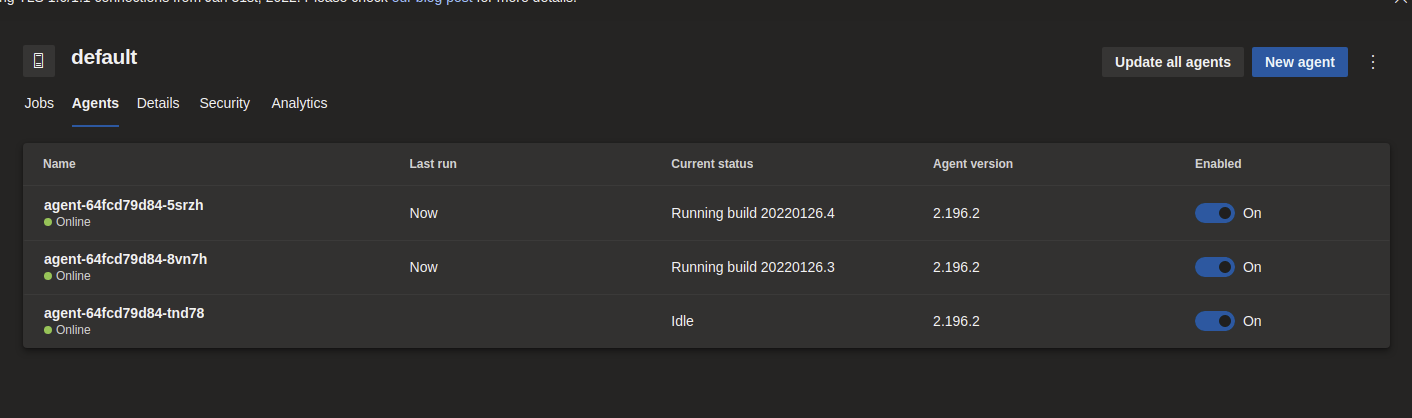 ng TLS 1.0/1.1 connections from Jan 31st, 2022. Please check our blog post for more details.
default
Update all agents
New agent
Jobs
Agents
Details
Security
Analytics
Name
Last run
Current status
Agent version
Enabled
agent-64fcd79d84-5srzh
Online
Now
Running build 20220126.4
2.196.2
On
agent-64fcd79d84-8vn7h
Online
Now
Running build 20220126.3
2.196.2
On
agent-64fcd79d84-tnd78
Online
Idle
2.196.2
On